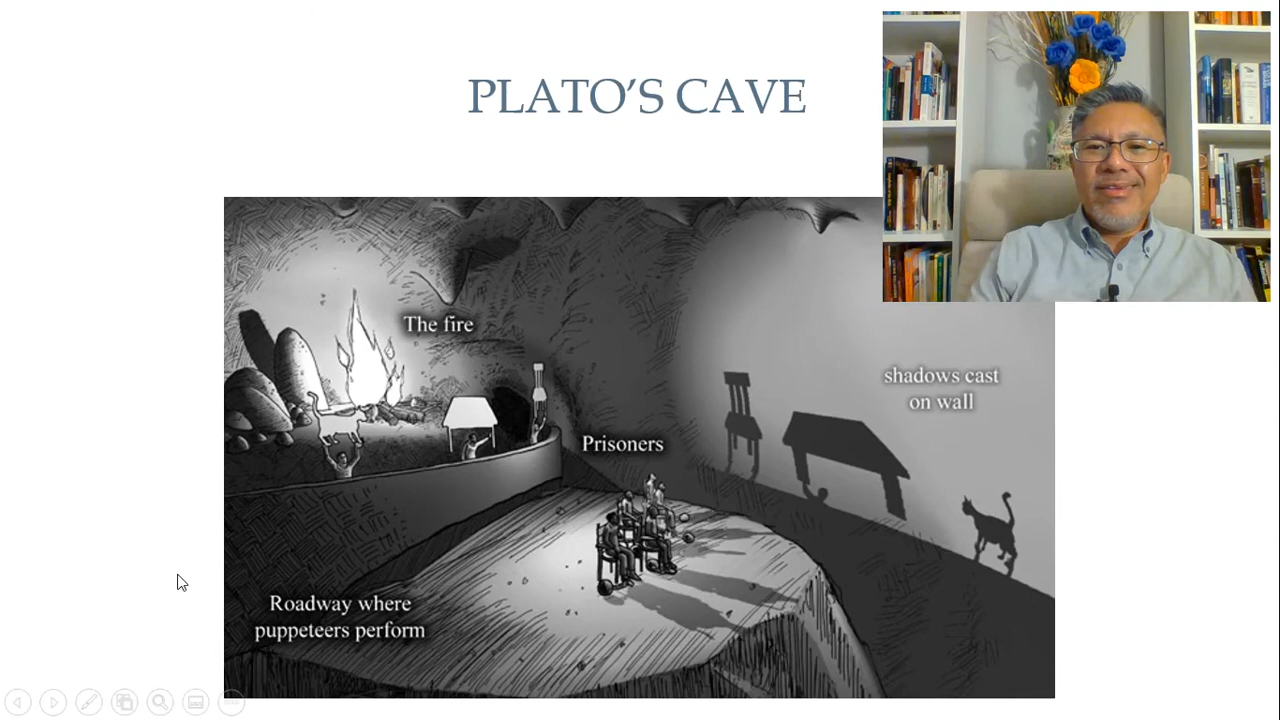 PLATO’S CAVE
The fire
shadows cast
on wall
Prisoners
Roadway where
puppeteers perform